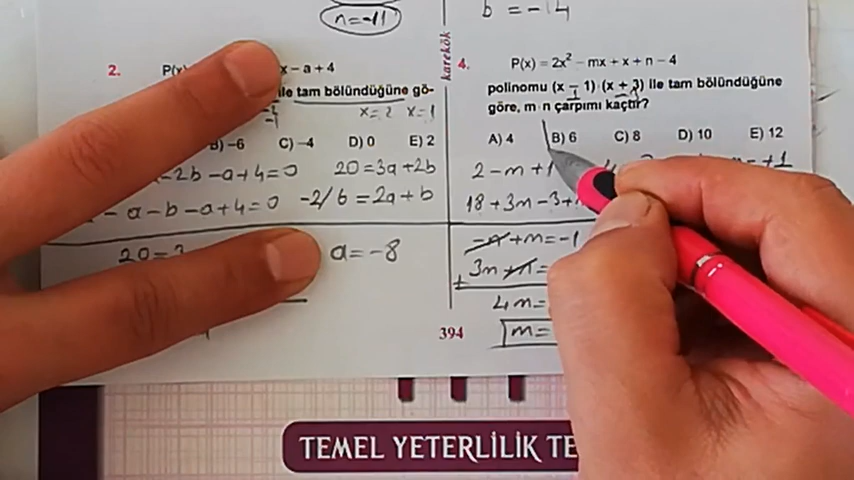 n=-11
b = -14
karekök
2.
x - a + 4
ile tam bölündüğüne gö-
x=2 x=1
B) -6 C) -4 D) 0 E) 2
-2b-a+4=0 20=3a+2b
-a-b-a+4=0 -2/6=2a+b
a=-8
4.
P(x) = 2x² - mx + x + n - 4
polinomu (x - 1) (x + 3) ile tam bölündüğüne
göre, m·n çarpımı kaçtır?
A) 4 B) 6 C) 8 D) 10 E) 12
2-m+1
18+3m-3+
-n+m=-1
3m+n=
+
4m=
m=
394
TEMEL YETERLİLİK TE